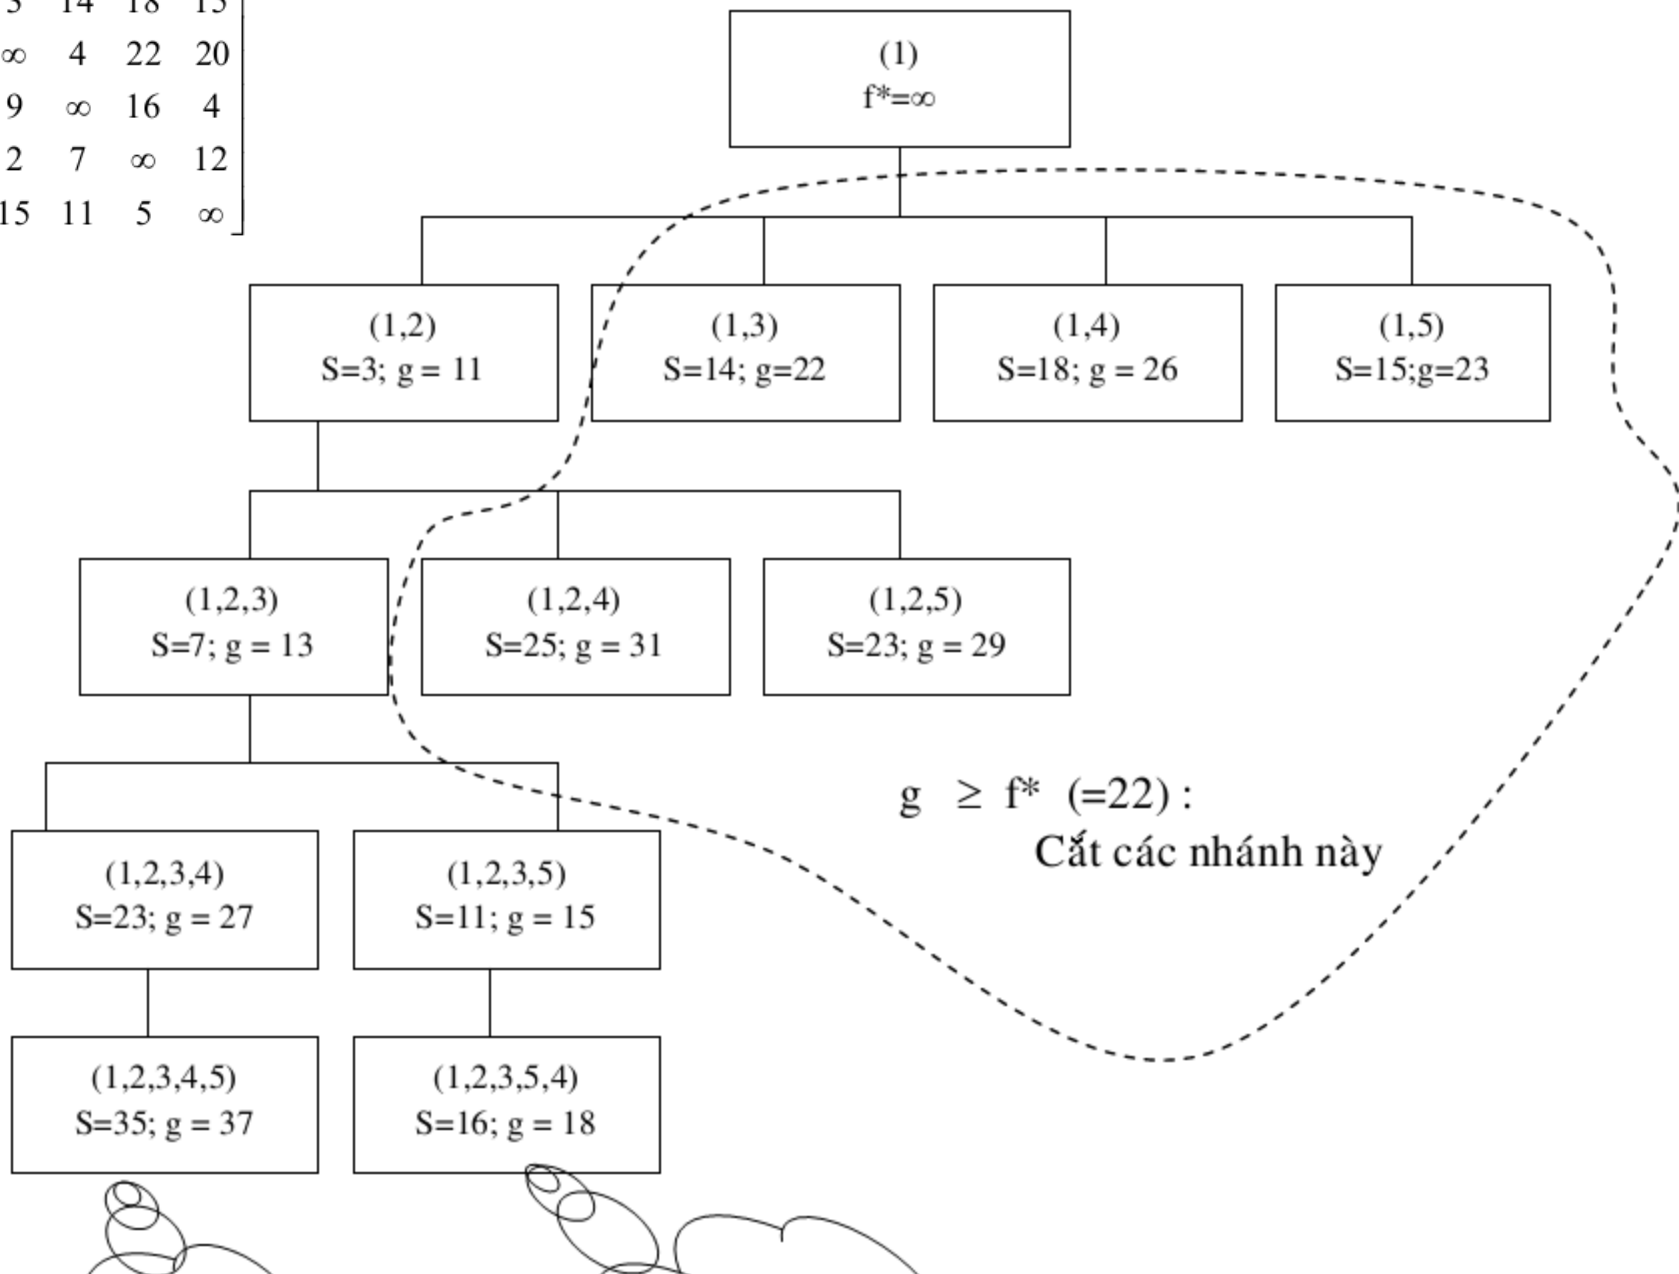 3 14 18 15
∞ 4 22 20
9 ∞ 16 4
2 7 ∞ 12
15 11 5 ∞
(1)
f*=∞
(1,2)
S=3; g = 11
(1,3)
S=14; g=22
(1,4)
S=18; g = 26
(1,5)
S=15;g=23
(1,2,3)
S=7; g = 13
(1,2,4)
S=25; g = 31
(1,2,5)
S=23; g = 29
g ≥ f* (=22) :
Cắt các nhánh này
(1,2,3,4)
S=23; g = 27
(1,2,3,5)
S=11; g = 15
(1,2,3,4,5)
S=35; g = 37
(1,2,3,5,4)
S=16; g = 18